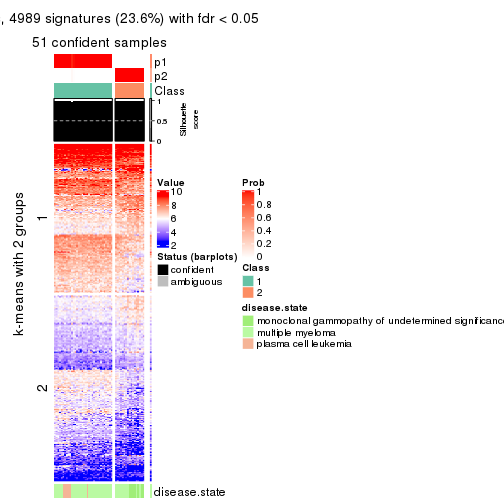 , 4989 signatures (23.6%) with fdr < 0.05
51 confident samples
p1
p2
Class
1
0.5
0
Silhouette
score
k-means with 2 groups
1
2
Value
10
8
6
4
2
Status (barplots)
confident
ambiguous
Prob
1
0.8
0.6
0.4
0.2
0
Class
1
2
disease.state
monoclonal gammopathy of undetermined significance
multiple myeloma
plasma cell leukemia
disease.state